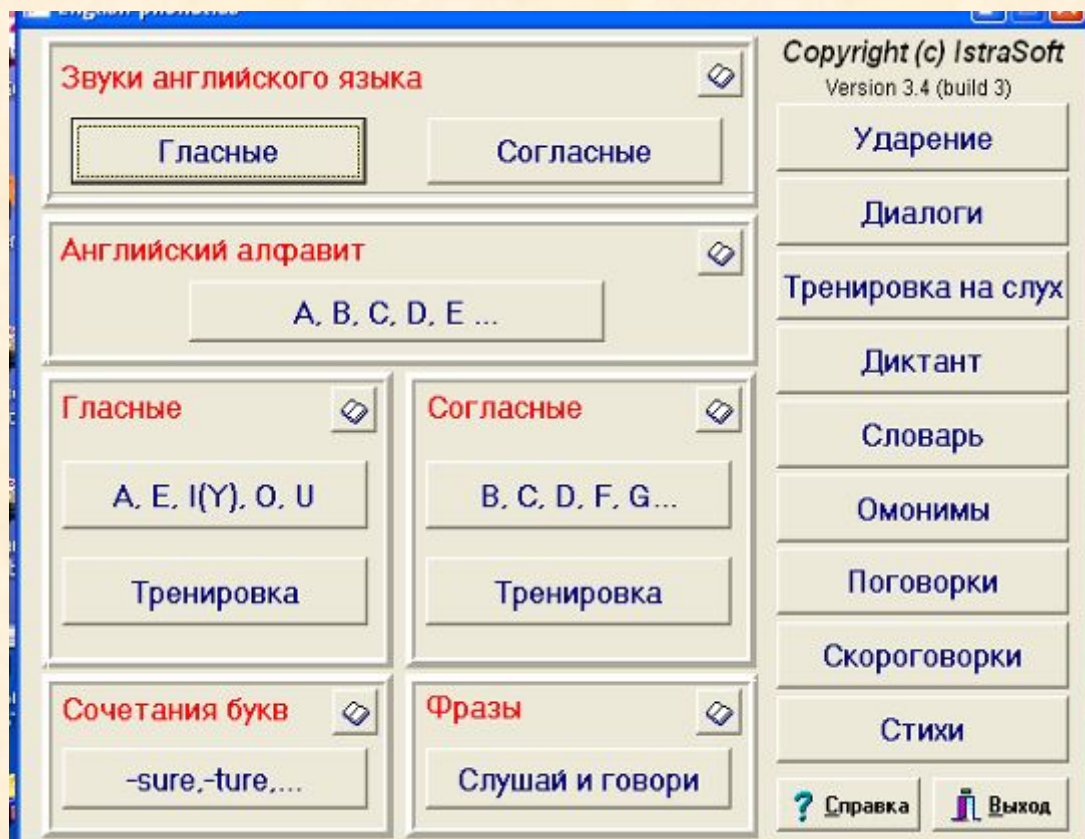 English phonetics
Звуки английского языка
Гласные
Согласные
Английский алфавит
A, B, C, D, E ...
Гласные
A, E, I(Y), O, U
Тренировка
Согласные
B, C, D, F, G...
Тренировка
Сочетания букв
-sure,-ture,...
Фразы
Слушай и говори
Copyright (c) IstraSoft
Version 3.4 (build 3)
Ударение
Диалоги
Тренировка на слух
Диктант
Словарь
Омонимы
Поговорки
Скороговорки
Стихи
Справка
Выход